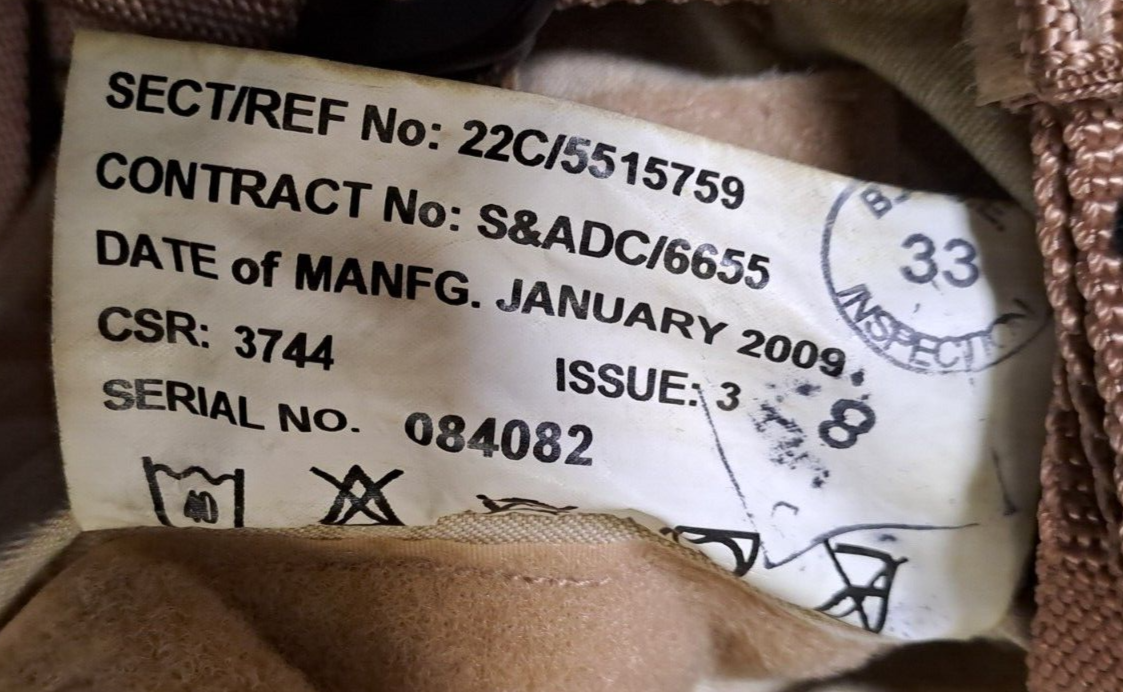 SECT/REF No: 22C/5515759
CONTRACT No: S&ADC/6655
DATE of MANFG. JANUARY 2009.
CSR: 3744
ISSUE: 3
8
SERIAL NO. 084082
40
33
INSPECTION